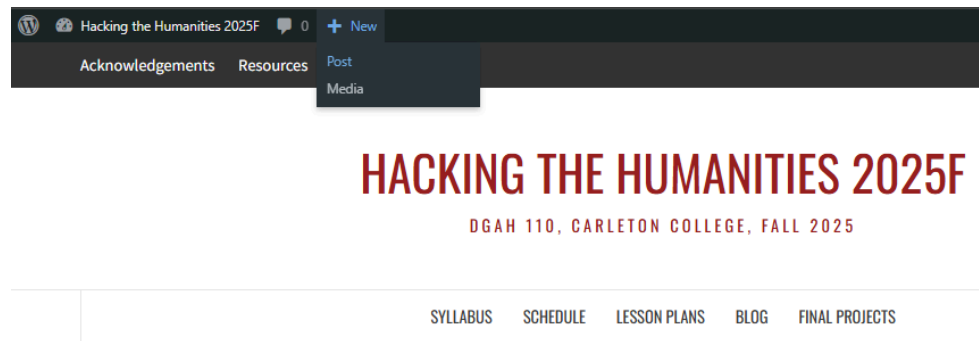 Hacking the Humanities 2025F 0 + New
Acknowledgements Resources Post
Media
HACKING THE HUMANITIES 2025F
DGAH 110, CARLETON COLLEGE, FALL 2025
SYLLABUS SCHEDULE LESSON PLANS BLOG FINAL PROJECTS